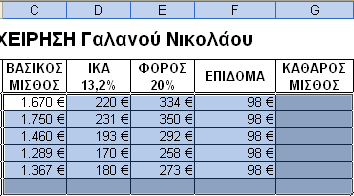 C D E F G
ΧΕΙΡΗΣΗ Γαλανού Νικολάου
ΒΑΣΙΚΟΣ ΜΙΣΘΟΣ ΙΚΑ 13,2% ΦΟΡΟΣ 20% ΕΠΙΔΟΜΑ ΚΑΘΑΡΟΣ ΜΙΣΘΟΣ
1.670 € 220 € 334 € 98 €
1.750 € 231 € 350 € 98 €
1.460 € 193 € 292 € 98 €
1.289 € 170 € 258 € 98 €
1.367 € 180 € 273 € 98 €